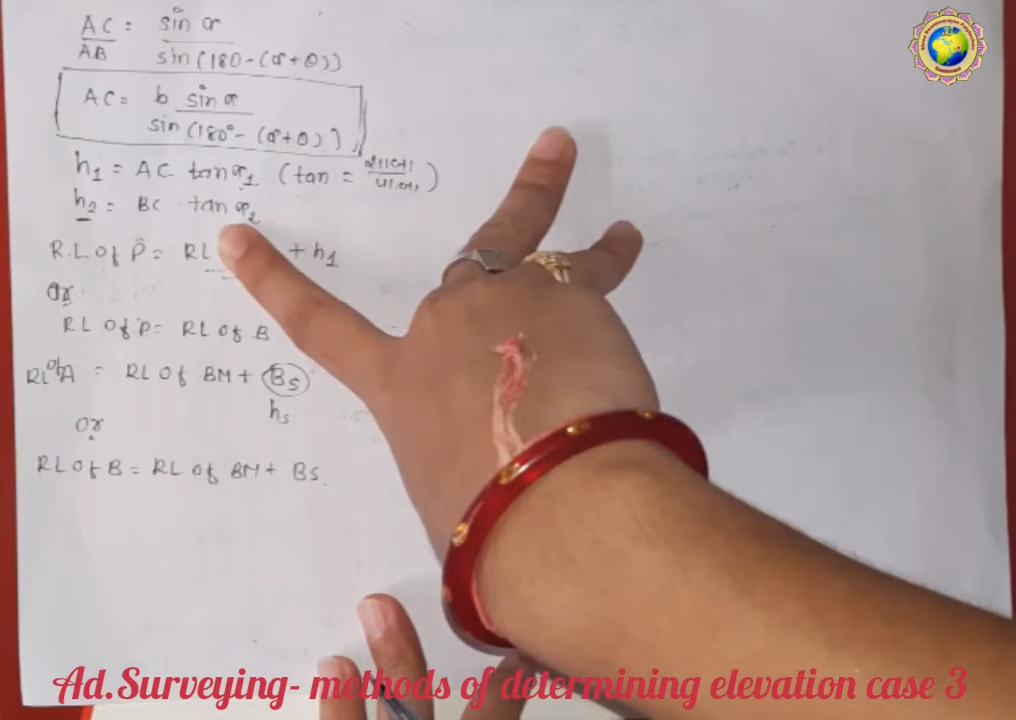 AC = sin α
AB sin (180 - (α + θ))
AC = b sin α
sin (180° - (α + θ))
h1 = AC tan α1 (tan = )
h2 = BC tan α2
R.L of P = RL + h1
Or
RL of P = RL of B
RL of A = RL of BM + Bs
hs
Or
RL of B = RL of BM + Bs.
Ad.Surveying- methods of determining elevation case 3